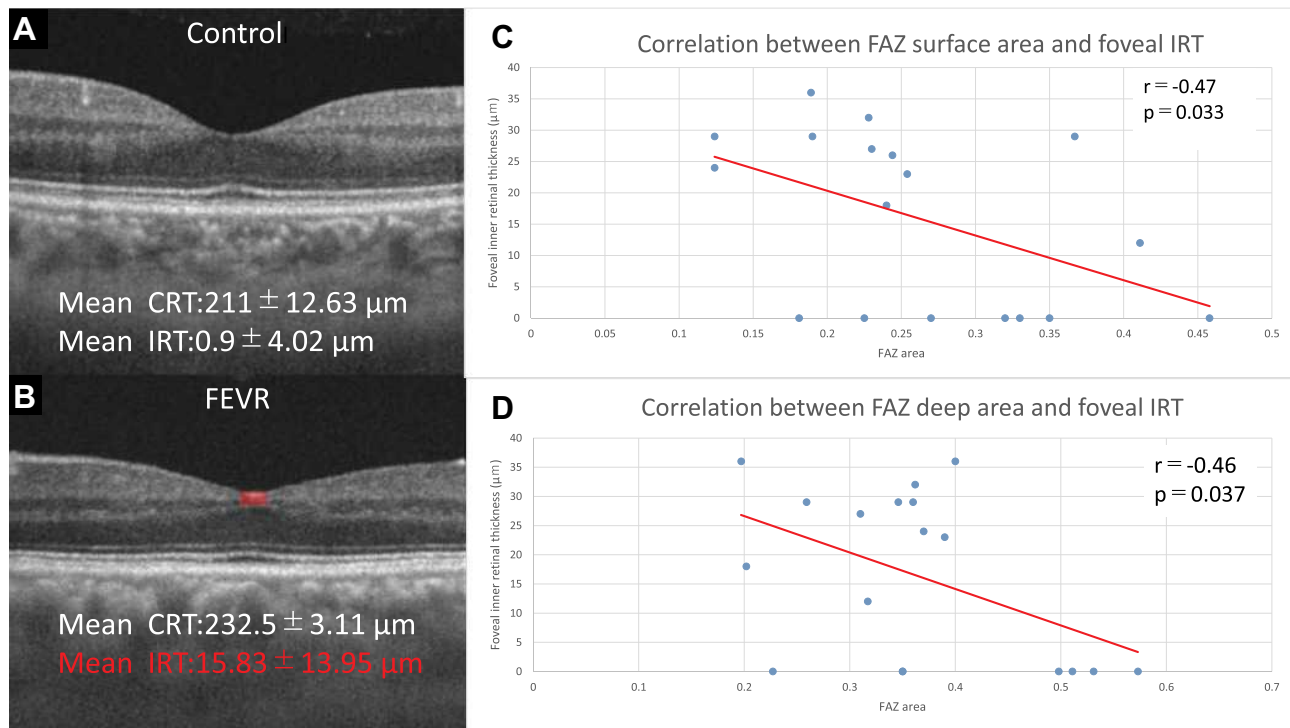 A
Control
Mean CRT:211 ± 12.63 μm
Mean IRT:0.9 ± 4.02 μm
B
FEVR
Mean CRT:232.5 ± 3.11 μm
Mean IRT:15.83 ± 13.95 μm
C
Correlation between FAZ surface area and foveal IRT
r = -0.47
p = 0.033
Foveal inner retinal thickness (μm)
40
35
30
25
20
15
10
5
0
0 0.05 0.1 0.15 0.2 0.25 0.3 0.35 0.4 0.45 0.5
FAZ area
D
Correlation between FAZ deep area and foveal IRT
r = -0.46
p = 0.037
Foveal inner retinal thickness (μm)
40
35
30
25
20
15
10
5
0
0 0.1 0.2 0.3 0.4 0.5 0.6 0.7
FAZ area